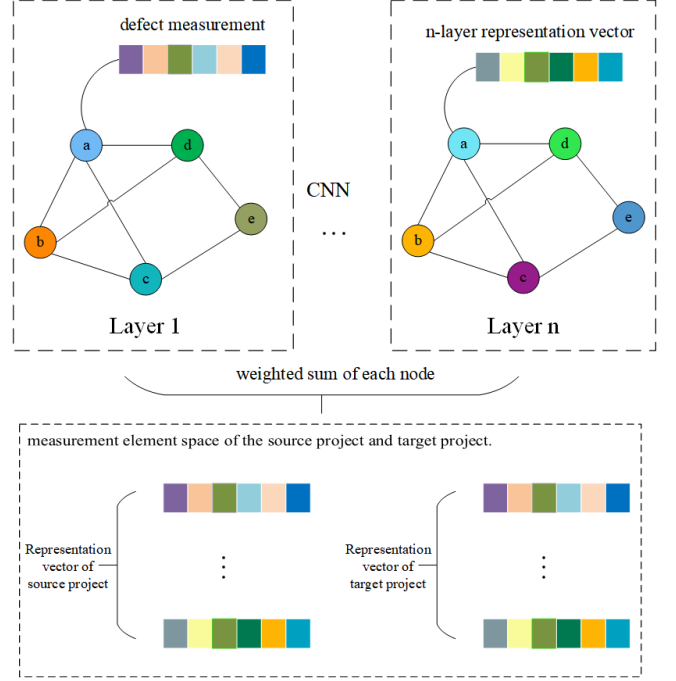 defect measurement
n-layer representation vector
a
d
b
c
e
CNN
...
a
d
b
c
e
Layer 1
Layer n
weighted sum of each node
measurement element space of the source project and target project.
Representation
vector of
source project
Representation
vector of
target project